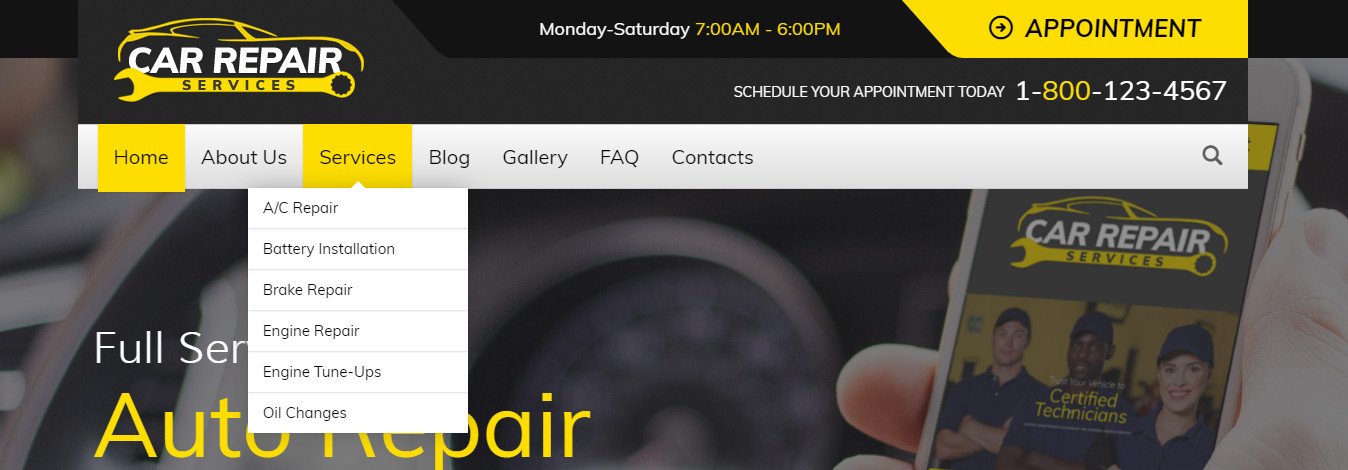 Monday-Saturday 7:00AM - 6:00PM
APPOINTMENT
CAR REPAIR
SERVICES
SCHEDULE YOUR APPOINTMENT TODAY 1-800-123-4567
Home About Us Services Blog Gallery FAQ Contacts
A/C Repair
Battery Installation
Brake Repair
Engine Repair
Engine Tune-Ups
Oil Changes
Full Ser
Auto Repair
CAR REPAIR
SERVICES
Trust Your Vehicle to
Certified
Technicians